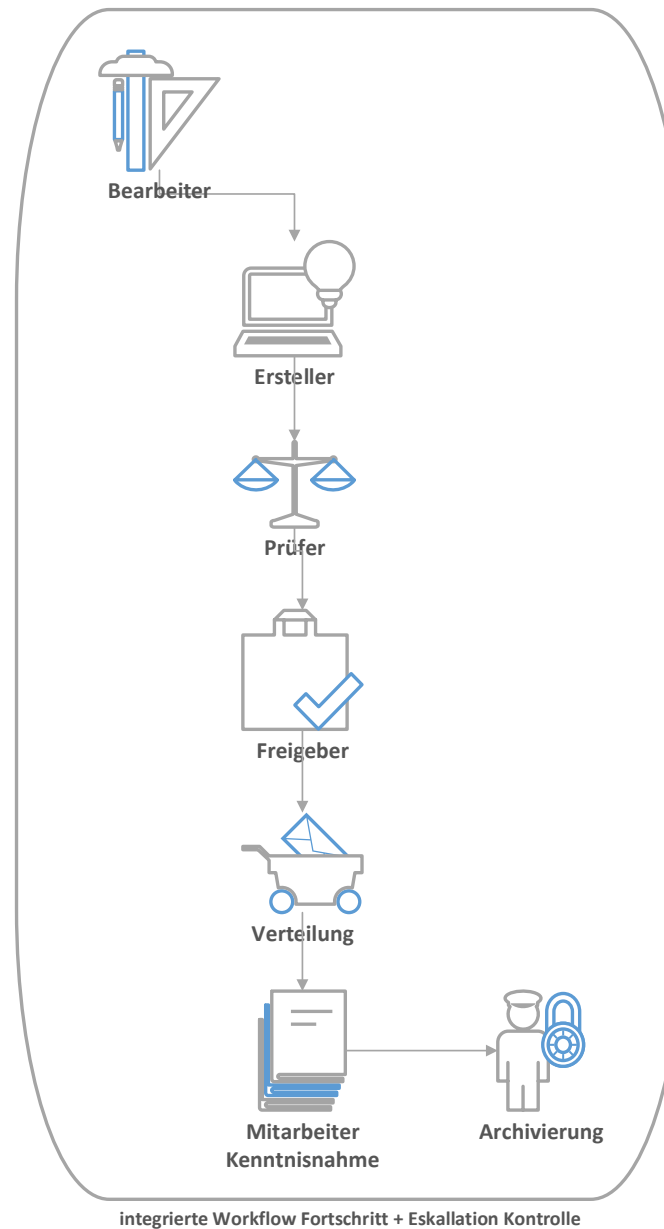 Bearbeiter
Ersteller
Prüfer
Freigeber
Verteilung
Mitarbeiter
Kenntnisnahme
Archivierung
integrierte Workflow Fortschritt + Eskallation Kontrolle